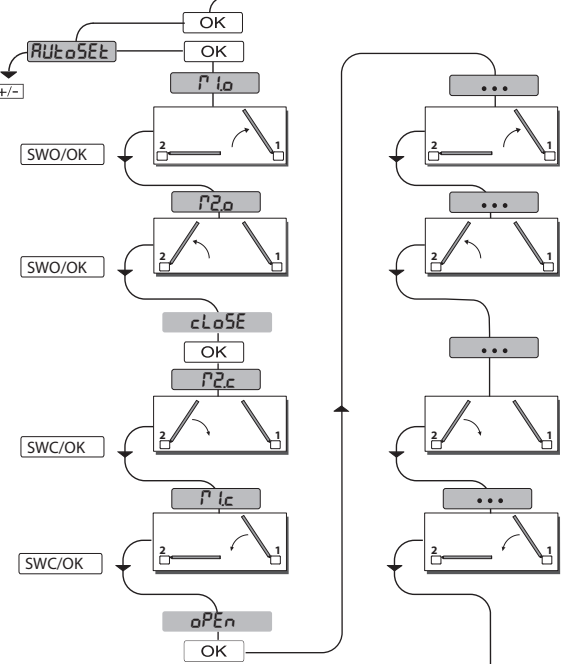 OK
AUtoSEt
OK
+/-
M1.o
2 1
SWO/OK
M2.o
2 1
SWO/OK
cLoSE
OK
M2.c
2 1
SWC/OK
M1.c
2 1
SWC/OK
oPEn
OK
...
2 1
...
2 1
...
2 1
...
2 1